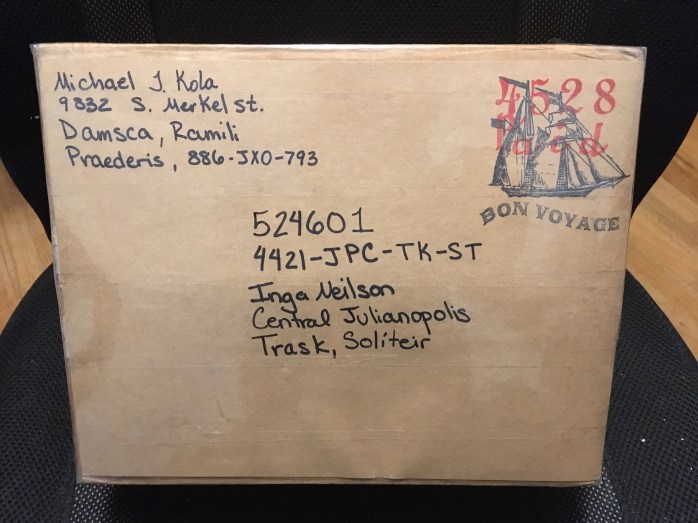 Michael J. Kola
9832 S. Merkel St.
Damsca, Ramili
Praederis, 886-JXO-793
4528
Paid
BON VOYAGE
524601
4421-JPC-TK-ST
Inga Neilson
Central Julianopolis
Trask, Soliteir